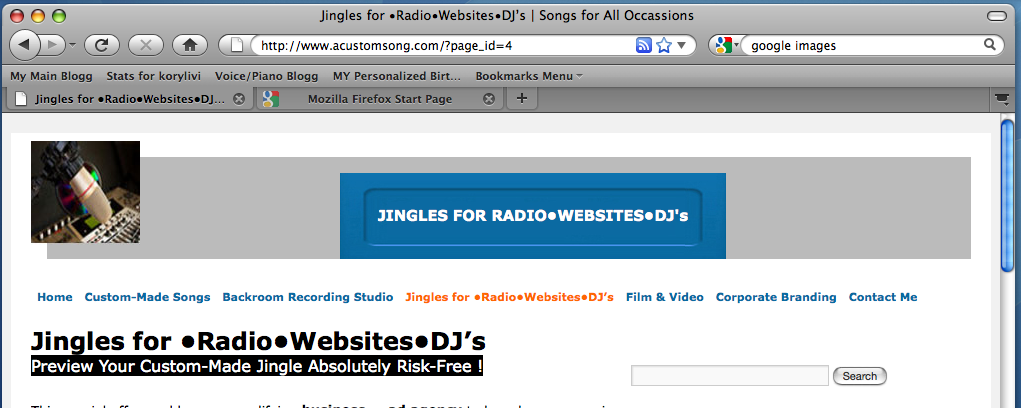 Jingles for •Radio•Websites•DJ's | Songs for All Occassions
http://www.acustomsong.com/?page_id=4
google images
My Main Blogg Stats for korylivi Voice/Piano Blogg MY Personalized Birt... Bookmarks Menu
Jingles for •Radio•Websites•DJ... Mozilla Firefox Start Page
JINGLES FOR RADIO•WEBSITES•DJ's
Home Custom-Made Songs Backroom Recording Studio Jingles for •Radio•Websites•DJ’s Film & Video Corporate Branding Contact Me
Jingles for •Radio•Websites•DJ’s
Preview Your Custom-Made Jingle Absolutely Risk-Free !
Search